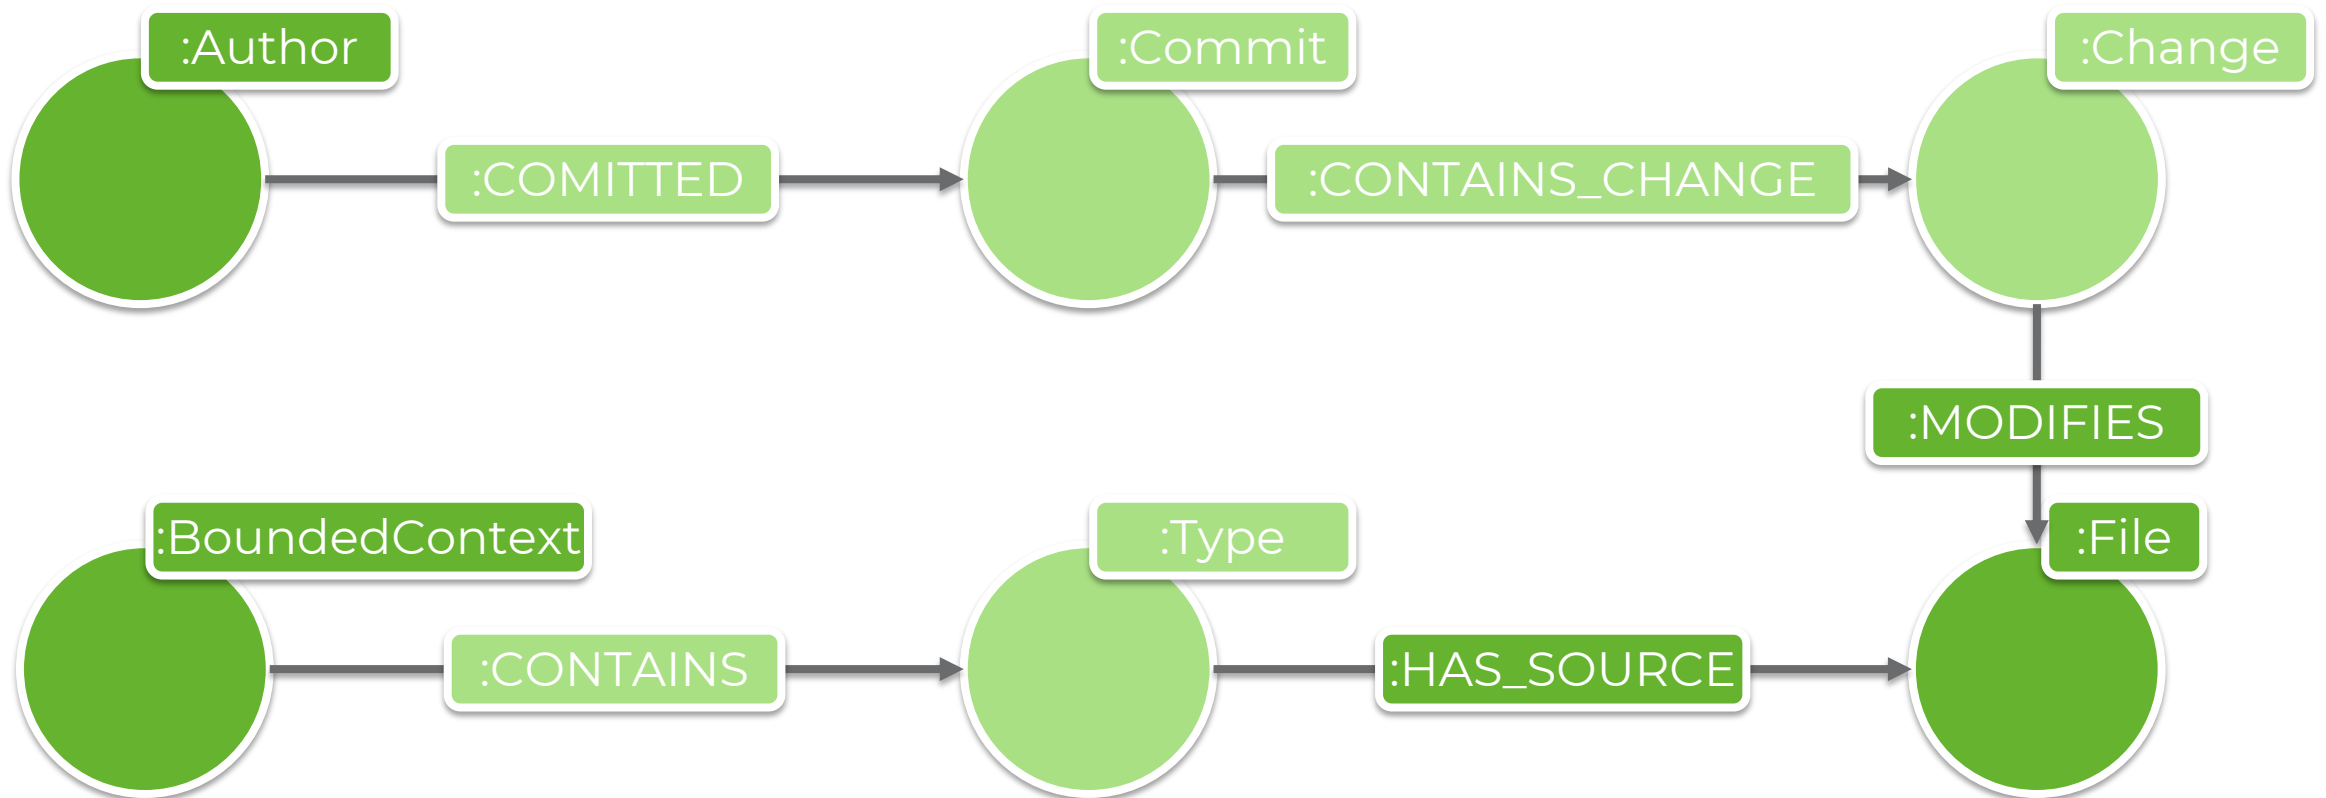 :Author
:Commit
:Change
:COMITTED
:CONTAINS_CHANGE
:MODIFIES
:BoundedContext
:Type
:File
:CONTAINS
:HAS_SOURCE